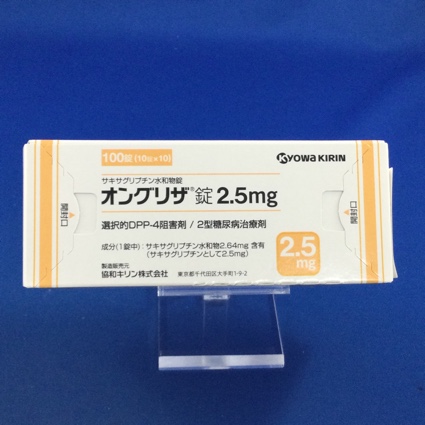 100錠(10錠×10)
KYOWA KIRIN
サキサグリプチン水和物錠
オングリザ®錠 2.5mg
選択的DPP-4阻害剤 / 2型糖尿病治療剤
成分(1錠中):サキサグリプチン水和物2.64mg 含有
(サキサグリプチンとして2.5mg)
2.5
mg
製造販売元
協和キリン株式会社 東京都千代田区大手町1-9-2
開封口
開封口